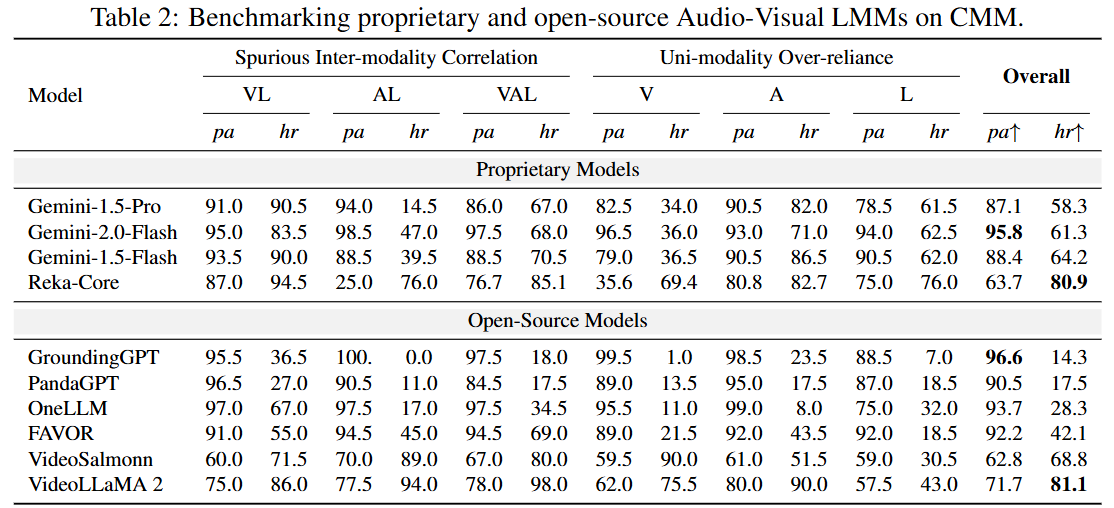 Table 2: Benchmarking proprietary and open-source Audio-Visual LMMs on CMM.
Spurious Inter-modality Correlation Uni-modality Over-reliance Overall
Model VL AL VAL V A L
pa hr pa hr pa hr pa hr pa hr pa hr pa↑ hr↑
Proprietary Models
Gemini-1.5-Pro 91.0 90.5 94.0 14.5 86.0 67.0 82.5 34.0 90.5 82.0 78.5 61.5 87.1 58.3
Gemini-2.0-Flash 95.0 83.5 98.5 47.0 97.5 68.0 96.5 36.0 93.0 71.0 94.0 62.5 95.8 61.3
Gemini-1.5-Flash 93.5 90.0 88.5 39.5 88.5 70.5 79.0 36.5 90.5 86.5 90.5 62.0 88.4 64.2
Reka-Core 87.0 94.5 25.0 76.0 76.7 85.1 35.6 69.4 80.8 82.7 75.0 76.0 63.7 80.9
Open-Source Models
GroundingGPT 95.5 36.5 100. 0.0 97.5 18.0 99.5 1.0 98.5 23.5 88.5 7.0 96.6 14.3
PandaGPT 96.5 27.0 90.5 11.0 84.5 17.5 89.0 13.5 95.0 17.5 87.0 18.5 90.5 17.5
OneLLM 97.0 67.0 97.5 17.0 97.5 34.5 95.5 11.0 99.0 8.0 75.0 32.0 93.7 28.3
FAVOR 91.0 55.0 94.5 45.0 94.5 69.0 89.0 21.5 92.0 43.5 92.0 18.5 92.2 42.1
VideoSalmonn 60.0 71.5 70.0 89.0 67.0 80.0 59.5 90.0 61.0 51.5 59.0 30.5 62.8 68.8
VideoLLaMA 2 75.0 86.0 77.5 94.0 78.0 98.0 62.0 75.5 80.0 90.0 57.5 43.0 71.7 81.1